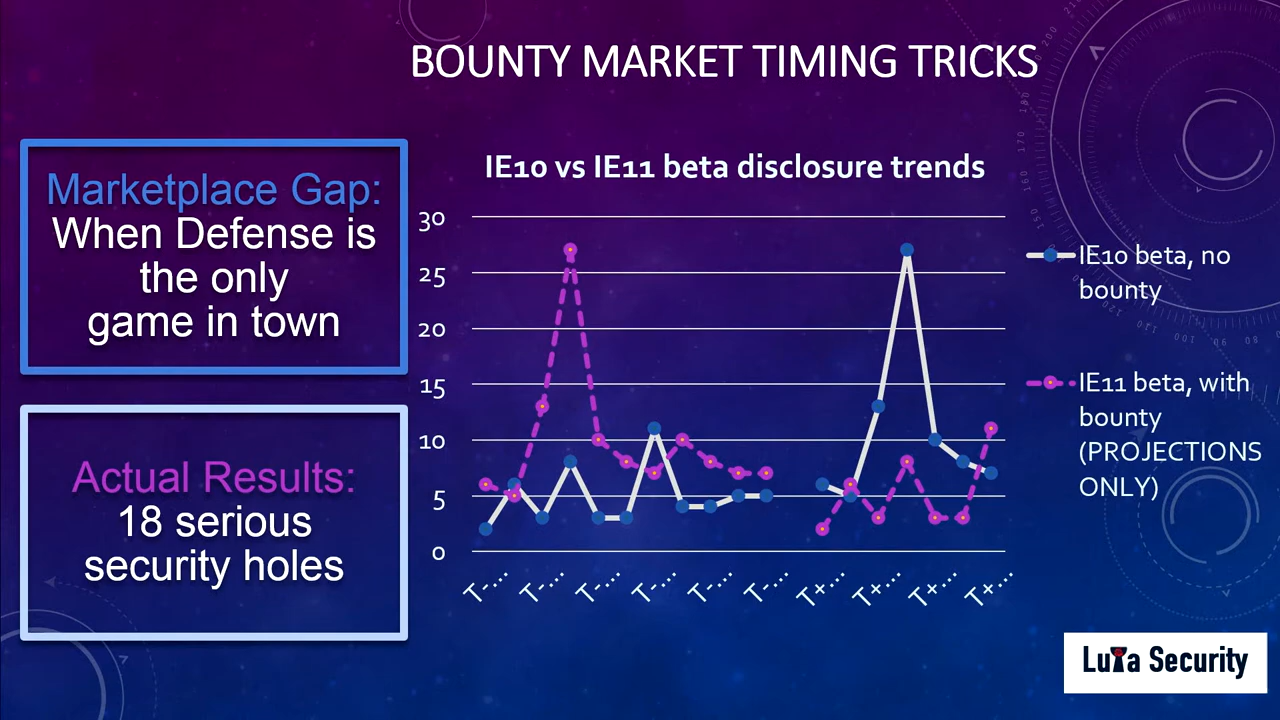 BOUNTY MARKET TIMING TRICKS
Marketplace Gap:
When Defense is
the only
game in town
Actual Results:
18 serious
security holes
IE10 vs IE11 beta disclosure trends
30
25
20
15
10
5
0
T-...
T-...
T-...
T-...
T-...
T-...
T+...
T+...
T+...
T+...
IE10 beta, no
bounty
IE11 beta, with
bounty
(PROJECTIONS
ONLY)
Luta Security